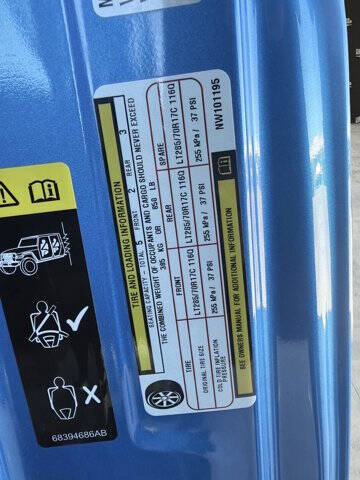 TIRE AND LOADING INFORMATION
SEATING CAPACITY - TOTAL 5 FRONT 2 REAR 3
THE COMBINED WEIGHT OF OCCUPANTS AND CARGO SHOULD NEVER EXCEED
385 KG OR 850 LB
TIRE FRONT REAR SPARE
ORIGINAL TIRE SIZE LT285/70R17C 116Q LT285/70R17C 116Q LT285/70R17C 116Q
COLD TIRE INFLATION PRESSURE 255 kPa / 37 PSI 255 kPa / 37 PSI 255 kPa / 37 PSI
SEE OWNERS MANUAL FOR ADDITIONAL INFORMATION
NW101195
68394686AB